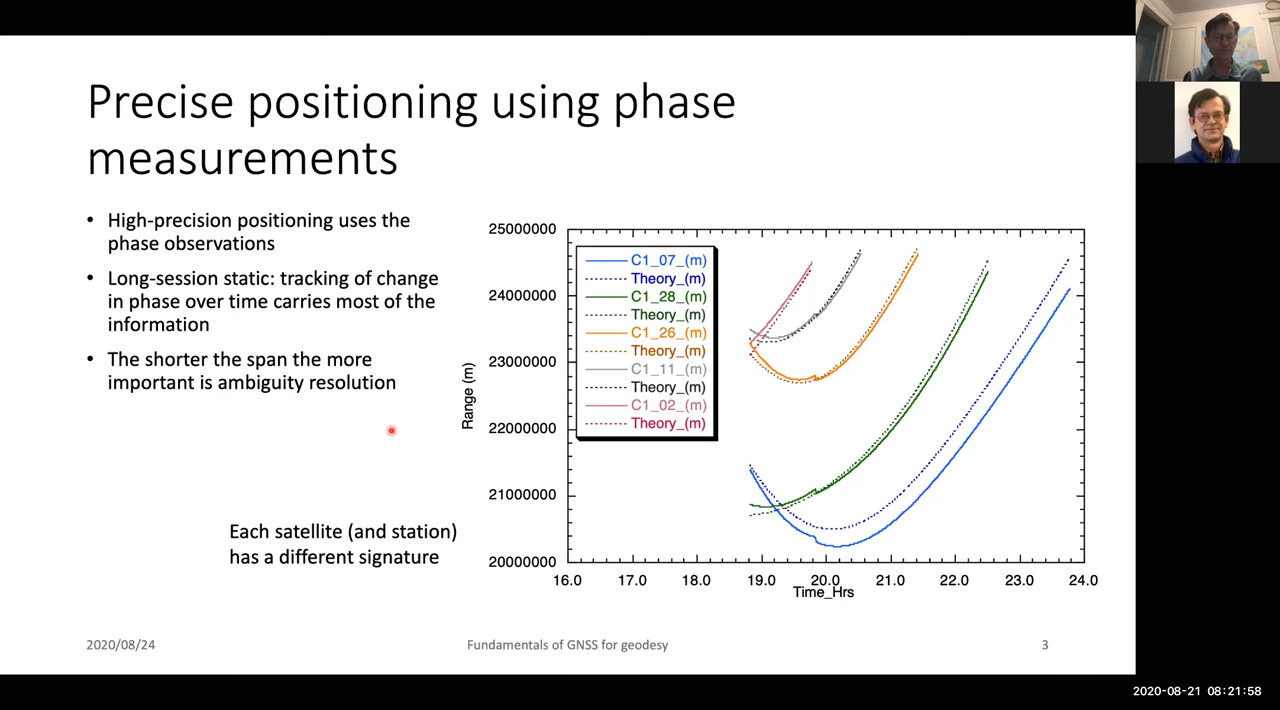 Precise positioning using phase
measurements
• High-precision positioning uses the
phase observations
• Long-session static: tracking of change
in phase over time carries most of the
information
• The shorter the span the more
important is ambiguity resolution
Each satellite (and station)
has a different signature
25000000
24000000
23000000
22000000
21000000
20000000
Range (m)
C1_07_(m)
Theory_(m)
C1_28_(m)
Theory_(m)
C1_26_(m)
Theory_(m)
C1_11_(m)
Theory_(m)
C1_02_(m)
Theory_(m)
16.0 17.0 18.0 19.0 20.0 21.0 22.0 23.0 24.0
Time_Hrs
2020/08/24 Fundamentals of GNSS for geodesy 3
2020-08-21 08:21:58